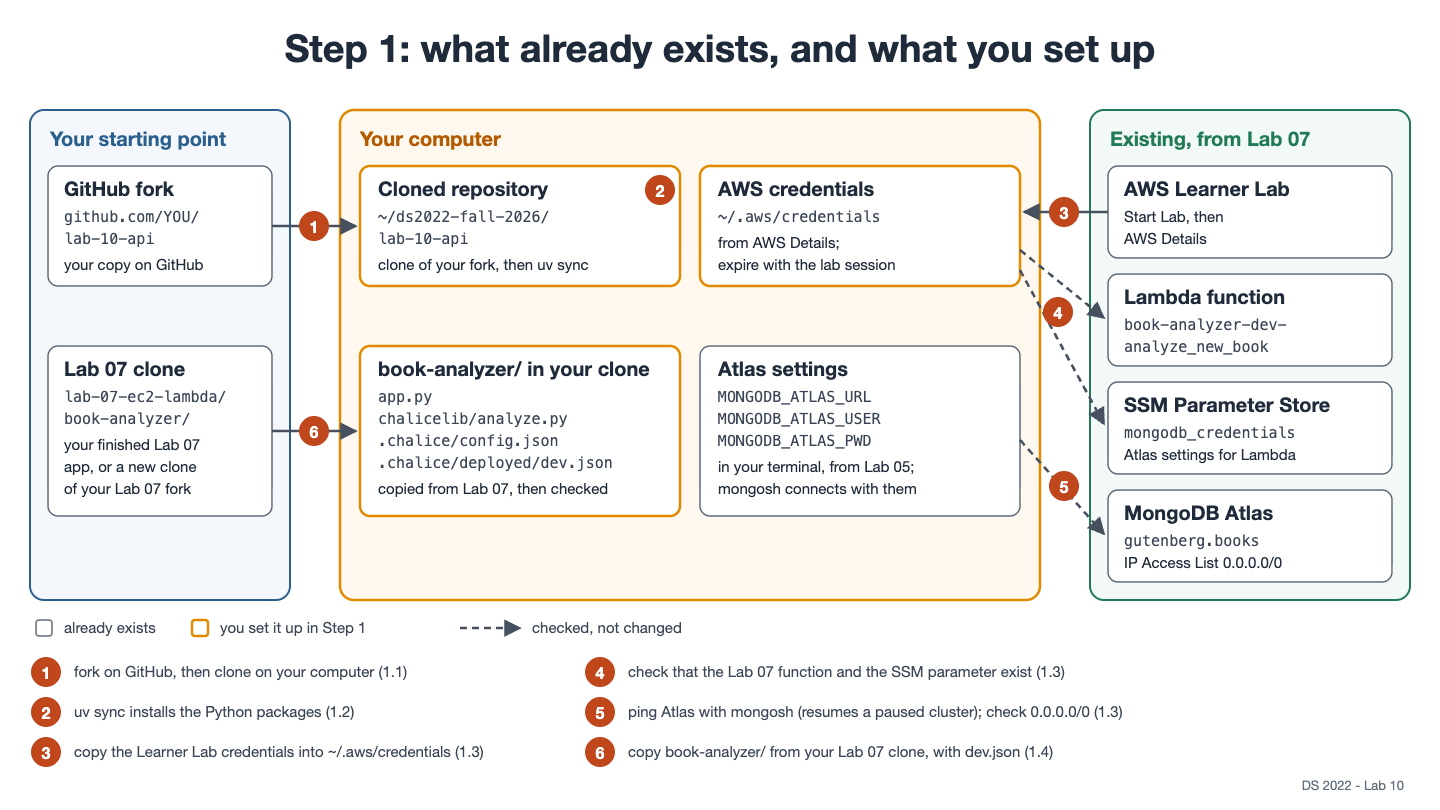 Step 1: what already exists, and what you set up
Your starting point
GitHub fork
github.com/YOU/
lab-10-api
your copy on GitHub
Lab 07 clone
lab-07-ec2-lambda/
book-analyzer/
your finished Lab 07
app, or a new clone
of your Lab 07 fork
1
6
Your computer
Cloned repository
2
~/ds2022-fall-2026/
lab-10-api
clone of your fork, then uv sync
AWS credentials
~/.aws/credentials
from AWS Details;
expire with the lab session
book-analyzer/ in your clone
app.py
chalicelib/analyze.py
.chalice/config.json
.chalice/deployed/dev.json
copied from Lab 07, then checked
Atlas settings
MONGODB_ATLAS_URL
MONGODB_ATLAS_USER
MONGODB_ATLAS_PWD
in your terminal, from Lab 05;
mongosh connects with them
3
4
5
Existing, from Lab 07
AWS Learner Lab
Start Lab, then
AWS Details
Lambda function
book-analyzer-dev-
analyze_new_book
SSM Parameter Store
mongodb_credentials
Atlas settings for Lambda
MongoDB Atlas
gutenberg.books
IP Access List 0.0.0.0/0
already exists
you set it up in Step 1
checked, not changed
1 fork on GitHub, then clone on your computer (1.1)
2 uv sync installs the Python packages (1.2)
3 copy the Learner Lab credentials into ~/.aws/credentials (1.3)
4 check that the Lab 07 function and the SSM parameter exist (1.3)
5 ping Atlas with mongosh (resumes a paused cluster); check 0.0.0.0/0 (1.3)
6 copy book-analyzer/ from your Lab 07 clone, with dev.json (1.4)
DS 2022 - Lab 10